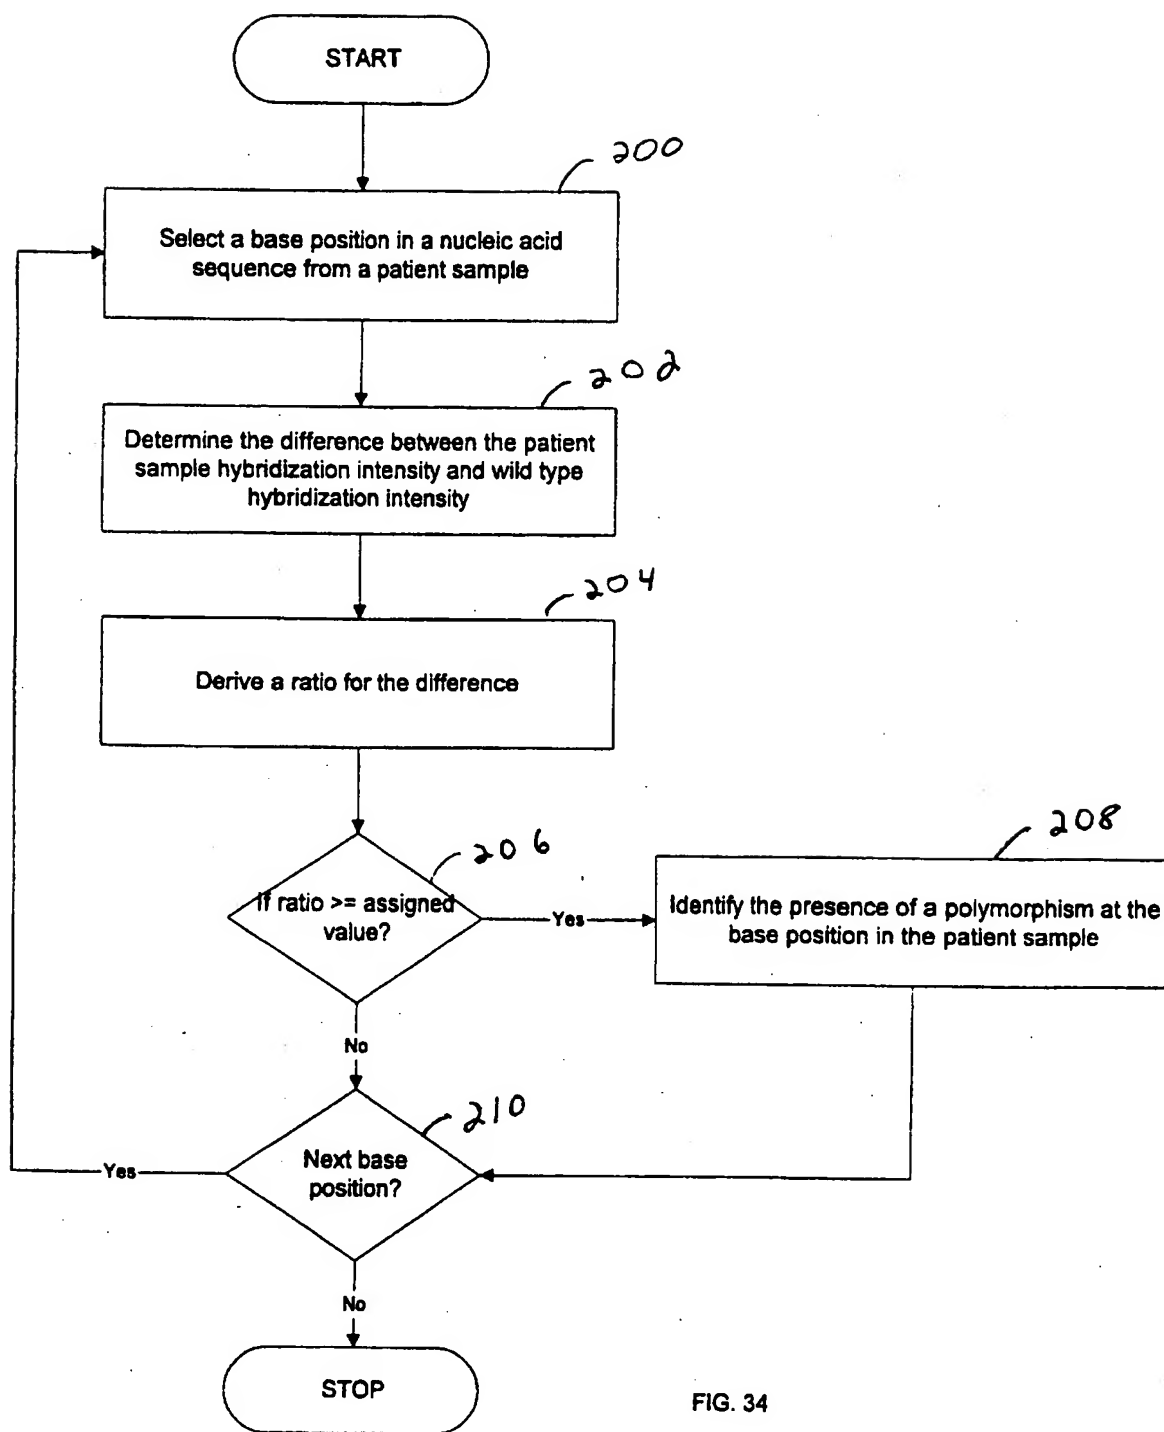 START
200
Select a base position in a nucleic acid
sequence from a patient sample
202
Determine the difference between the patient
sample hybridization intensity and wild type
hybridization intensity
204
Derive a ratio for the difference
206
If ratio >= assigned
value?
Yes
208
Identify the presence of a polymorphism at the
base position in the patient sample
No
210
Next base
position?
Yes
No
STOP
FIG. 34